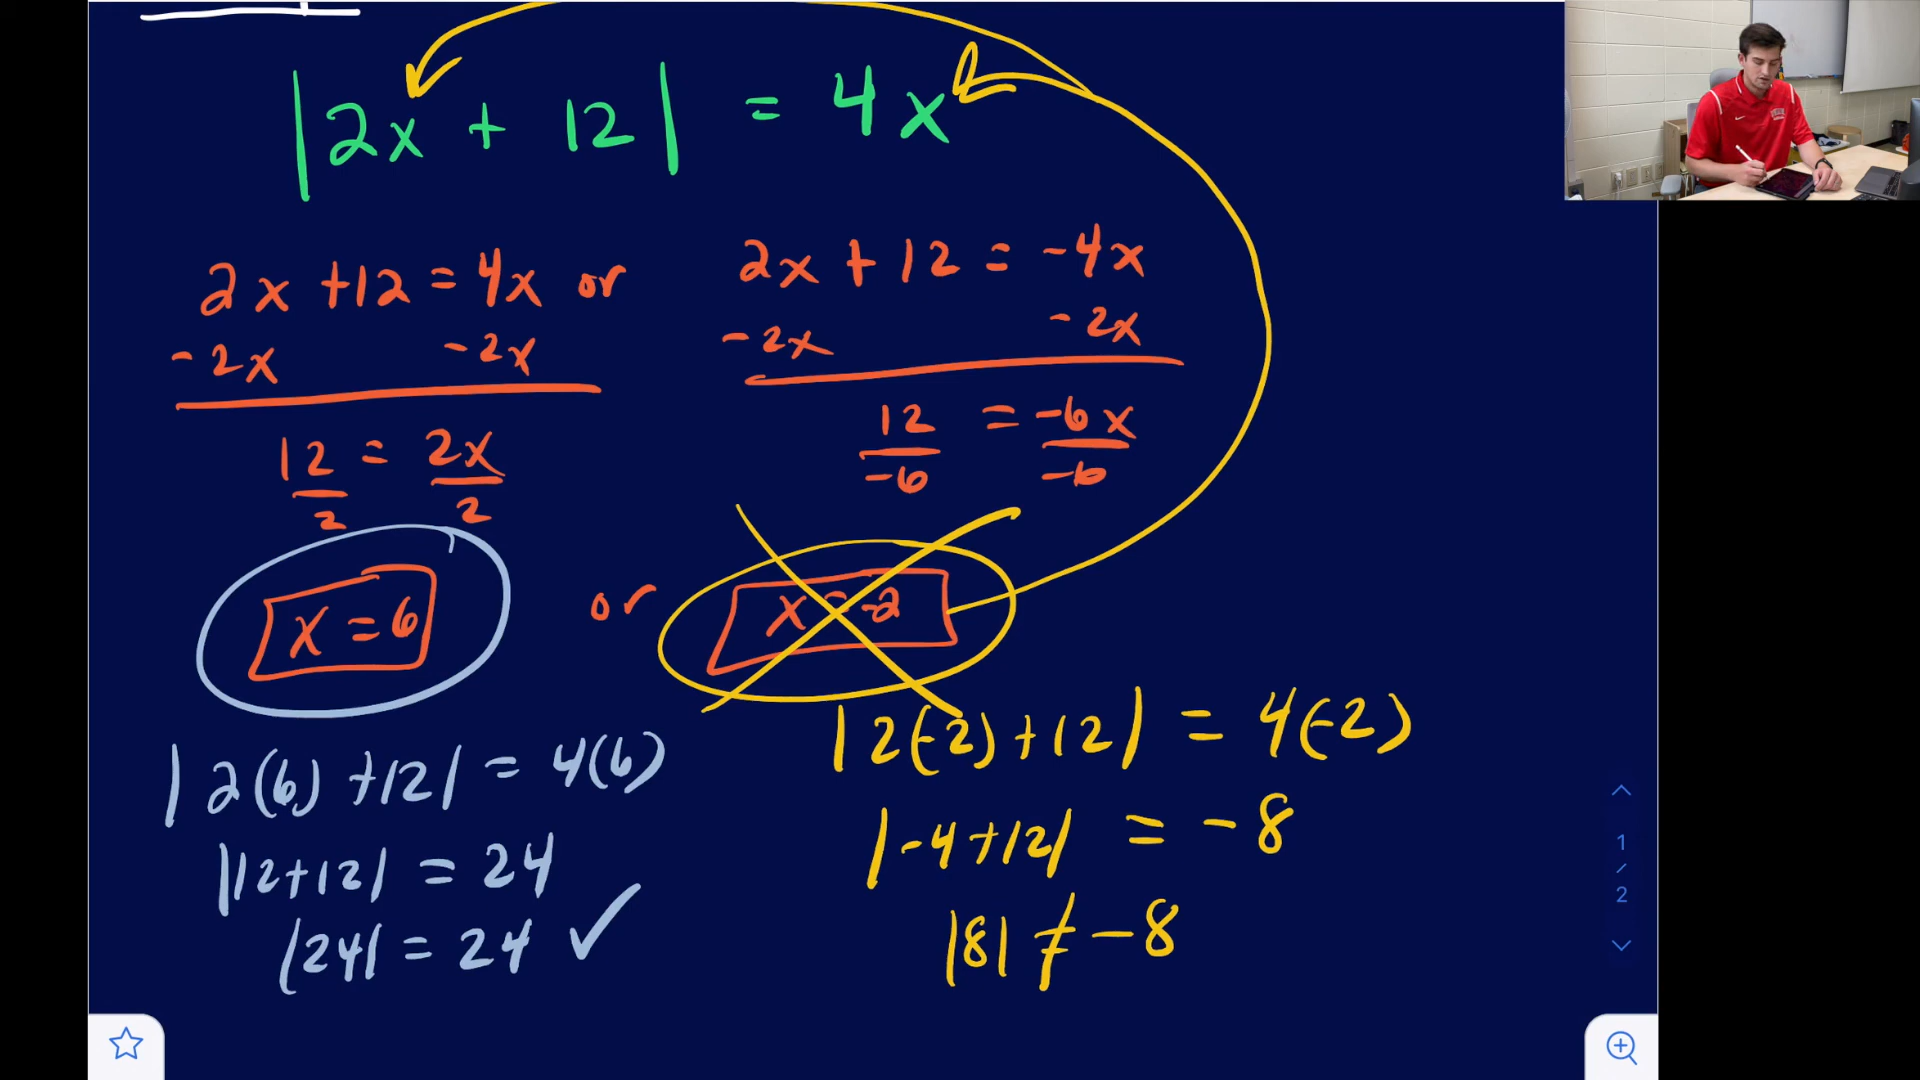 |2x + 12| = 4x
2x + 12 = 4x or
-2x -2x
12 = 2x
2 2
x = 6
or
2x + 12 = -4x
-2x -2x
12 = -6x
-6 -6
x = -2
|2(6) + 12| = 4(6)
|12+12| = 24
|24| = 24 ✓
|2(-2)+12| = 4(-2)
|-4+12| = -8
|8| ≠ -8
1
/
2